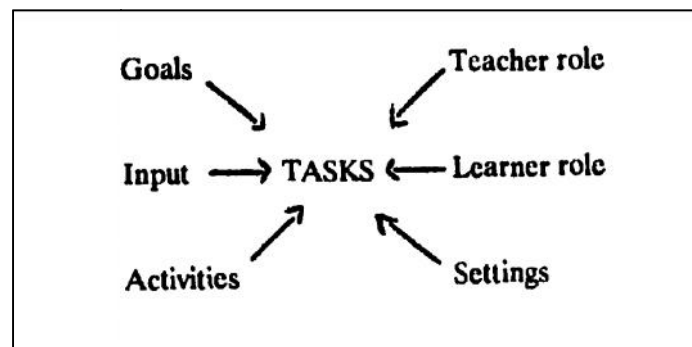 Goals
Teacher role
Input
TASKS
Learner role
Activities
Settings